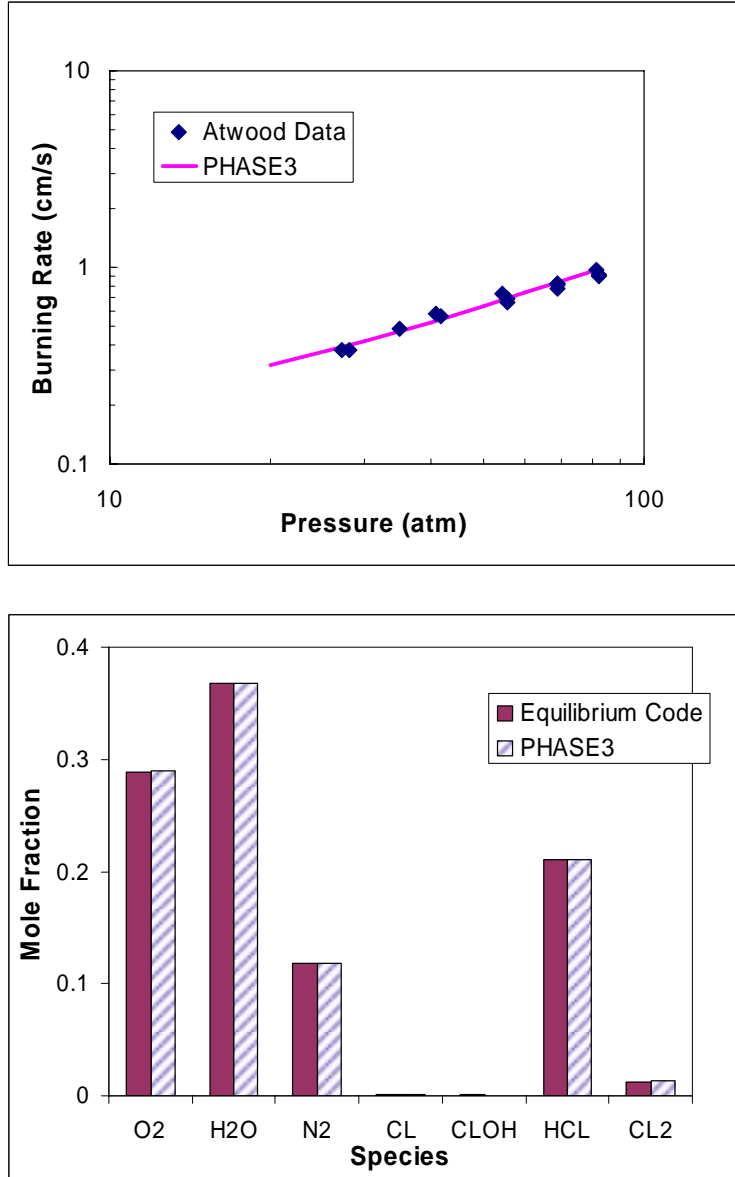 10
Atwood Data
PHASE3
1
0.1
Burning Rate (cm/s)
10 100
Pressure (atm)
0.4
Equilibrium Code
PHASE3
0.3
0.2
0.1
0
Mole Fraction
O2 H2O N2 CL CLOH HCL CL2
Species